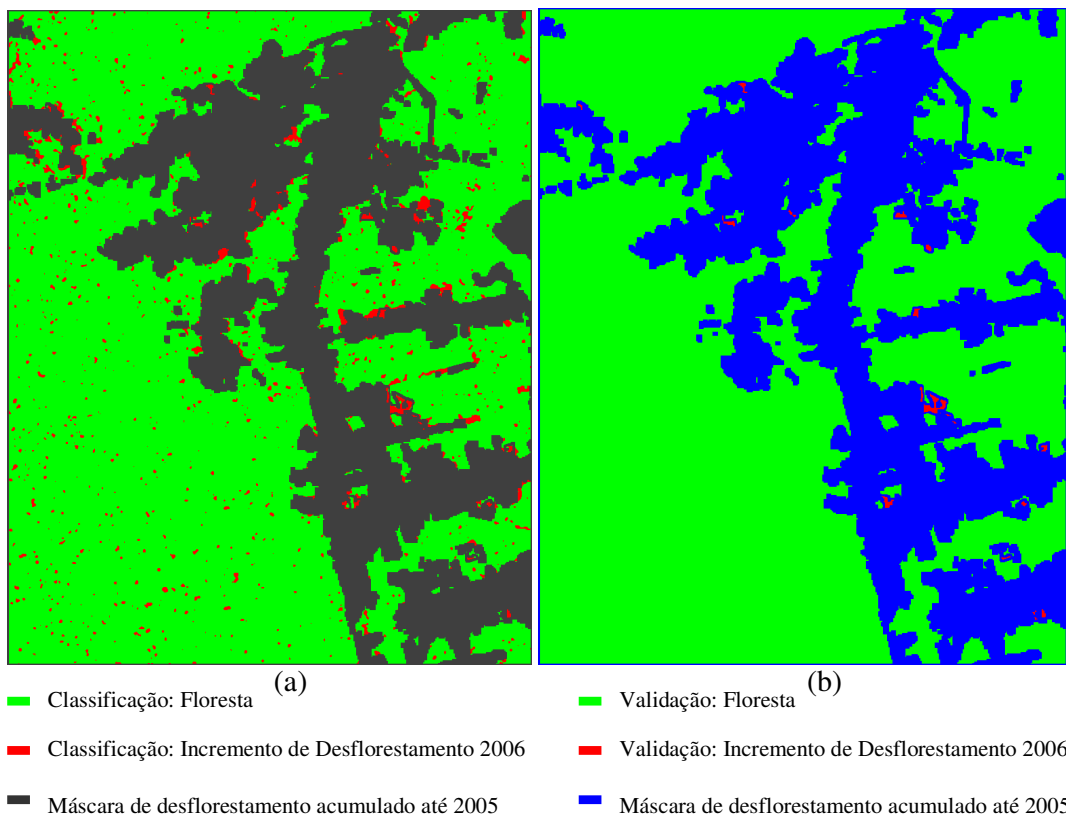 (a)
(b)
Classificação: Floresta
Validação: Floresta
Classificação: Incremento de Desflorestamento 2006
Validação: Incremento de Desflorestamento 2006
Máscara de desflorestamento acumulado até 2005
Máscara de desflorestamento acumulado até 2005